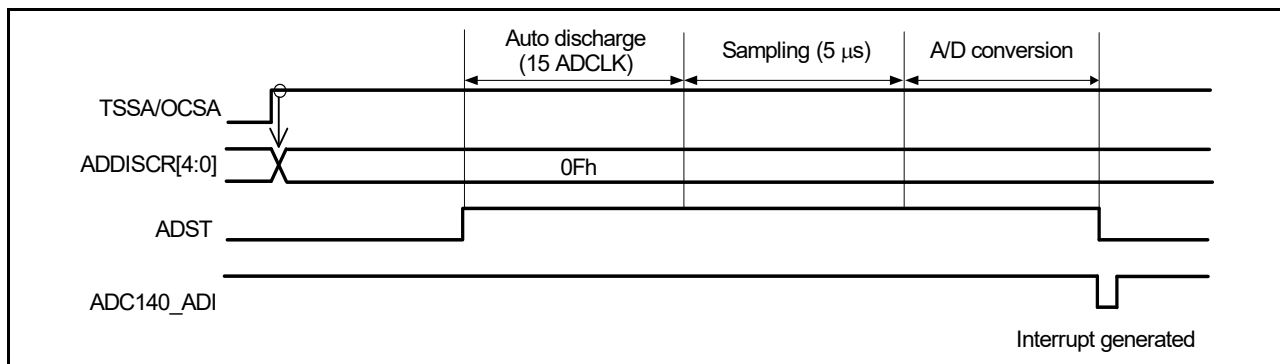 Auto discharge
(15 ADCLK)
Sampling (5 μs)
A/D conversion
TSSA/OCSA
ADDISCR[4:0]
0Fh
ADST
ADC140_ADI
Interrupt generated